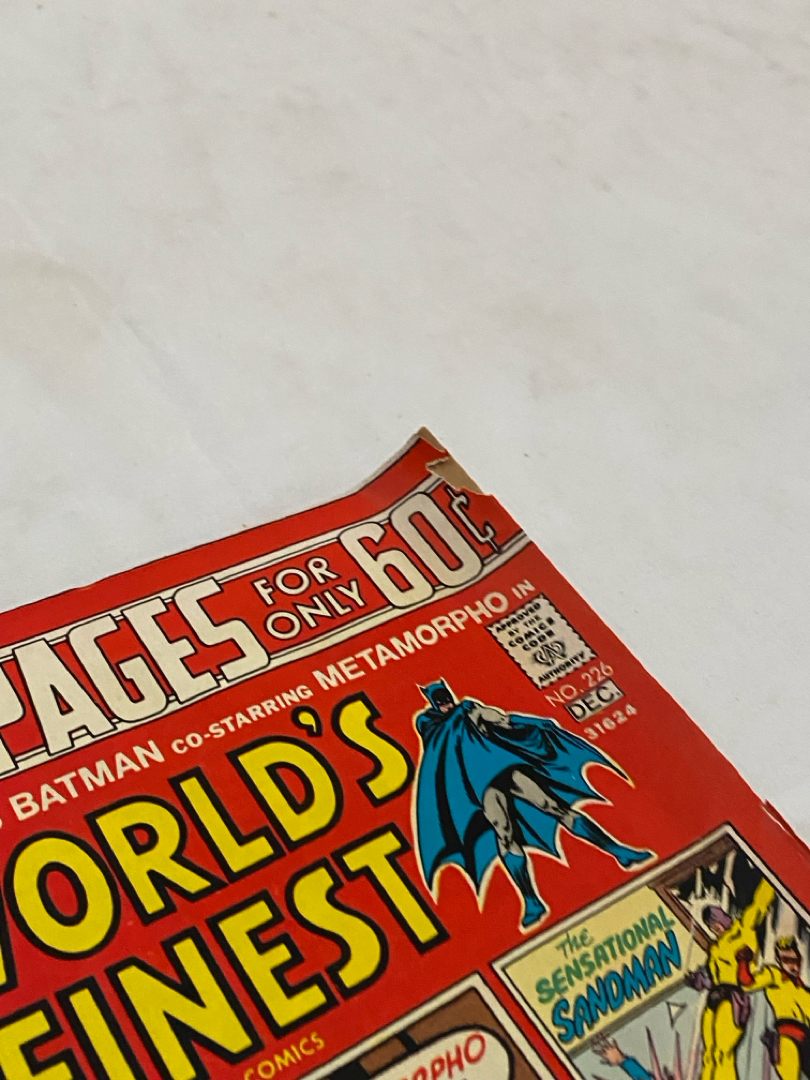 PAGES FOR ONLY 60¢
BATMAN CO-STARRING METAMORPHO IN
APPROVED
BY THE
COMICS
CODE
AUTHORITY
NO. 226
DEC.
31624
WORLD'S
FINEST
COMICS
The
SENSATIONAL
SANDMAN